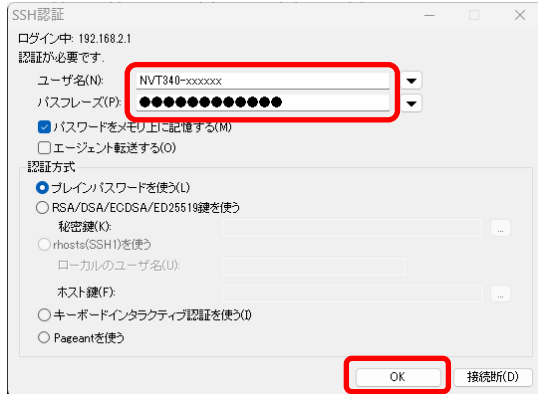 SSH認証
ログイン中: 192.168.2.1
認証が必要です.
ユーザ名(N): NVT340-xxxxxx
パスフレーズ(P): ●●●●●●●●●●●●
パスワードをメモリ上に記憶する(M)
エージェント転送する(O)
認証方式
プレインパスワードを使う(L)
RSA/DSA/ECDSA/ED25519鍵を使う
秘密鍵(K):
...
rhosts(SSH1)を使う
ローカルのユーザ名(U):
ホスト鍵(F):
...
キーボードインタラクティブ認証を使う(I)
Pageantを使う
OK 接続断(D)